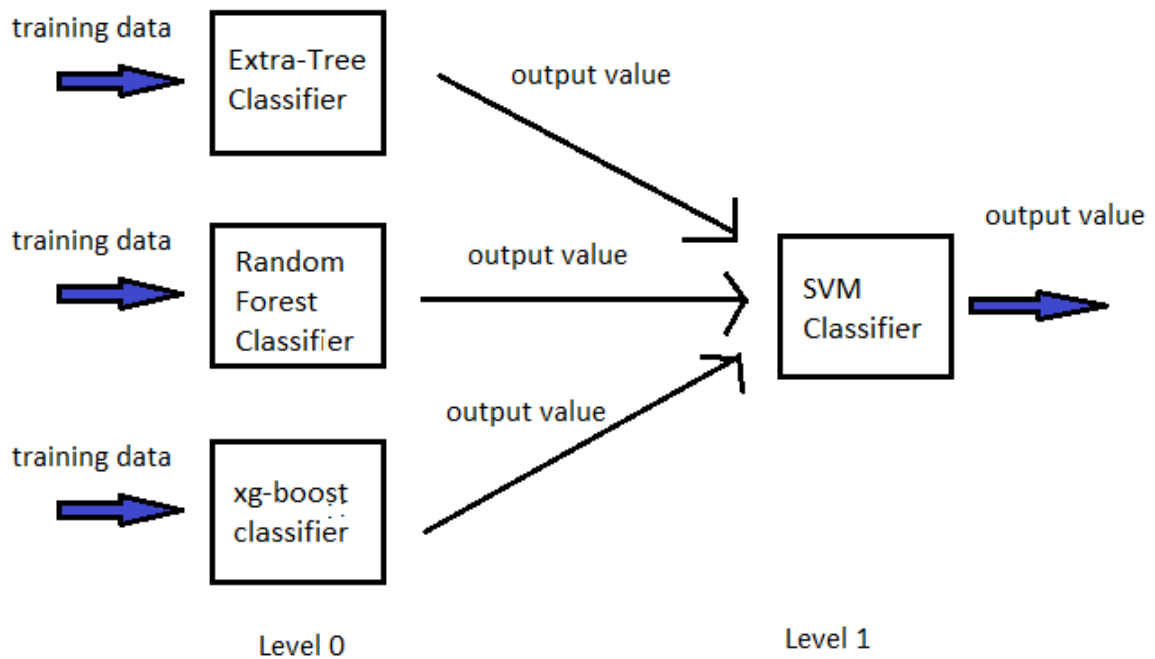 training data
Extra-Tree
Classifier
output value
training data
Random
Forest
Classifier
output value
SVM
Classifier
output value
training data
xg-boost
classifier
output value
Level 0
Level 1